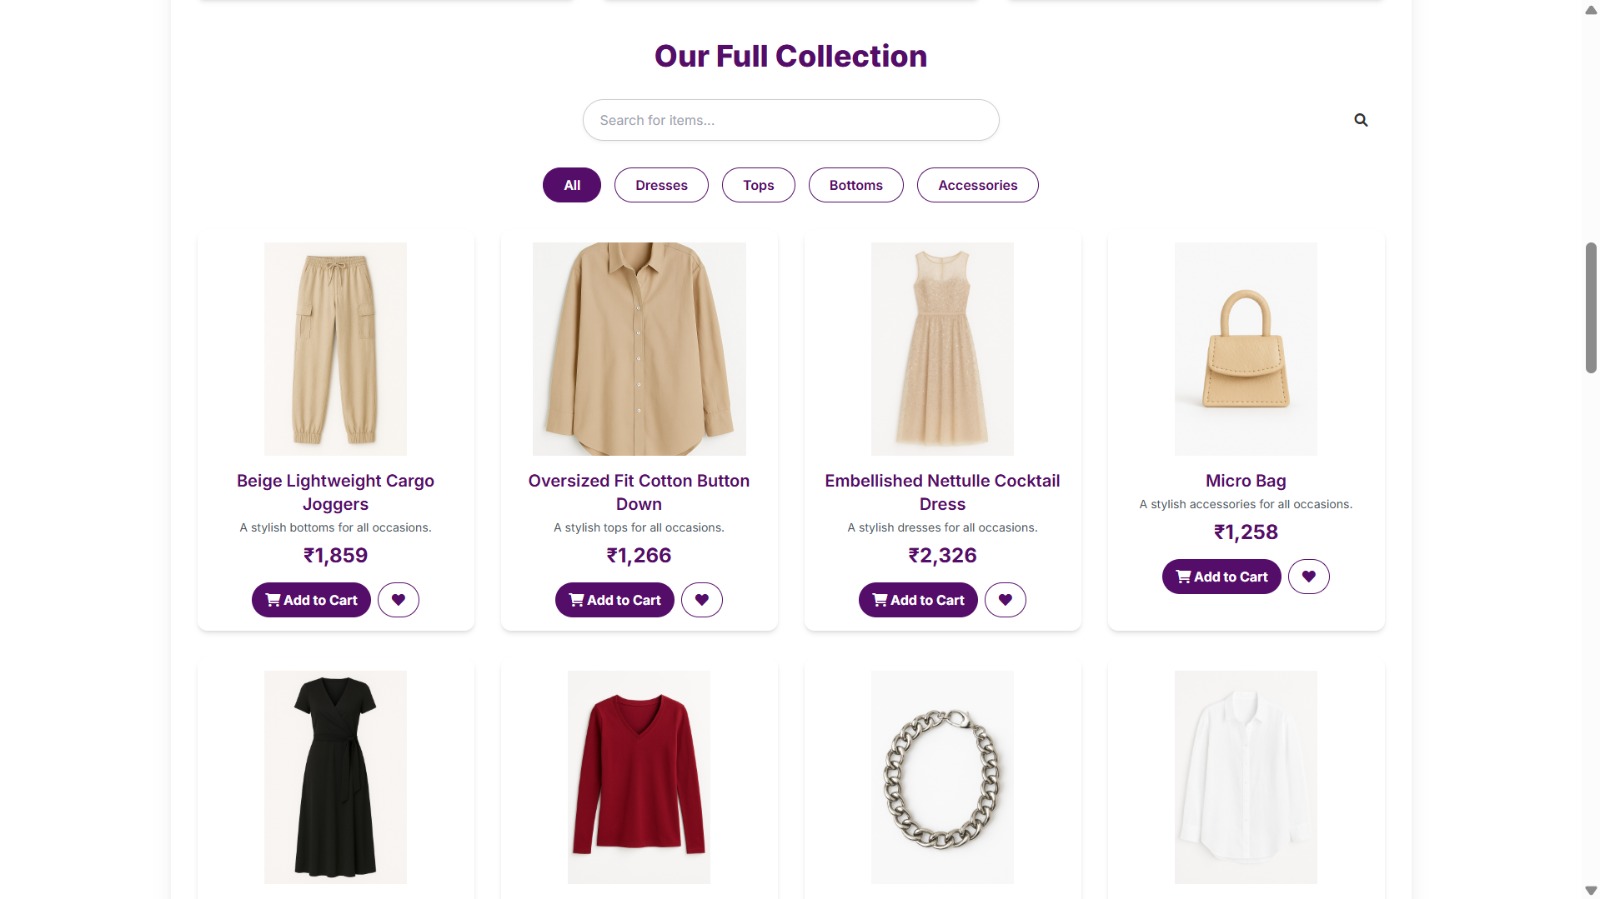 Our Full Collection
Search for items...
All
Dresses
Tops
Bottoms
Accessories
Beige Lightweight Cargo
Joggers
A stylish bottoms for all occasions.
₹1,859
Add to Cart
Oversized Fit Cotton Button
Down
A stylish tops for all occasions.
₹1,266
Add to Cart
Embellished Nettulle Cocktail
Dress
A stylish dresses for all occasions.
₹2,326
Add to Cart
Micro Bag
A stylish accessories for all occasions.
₹1,258
Add to Cart